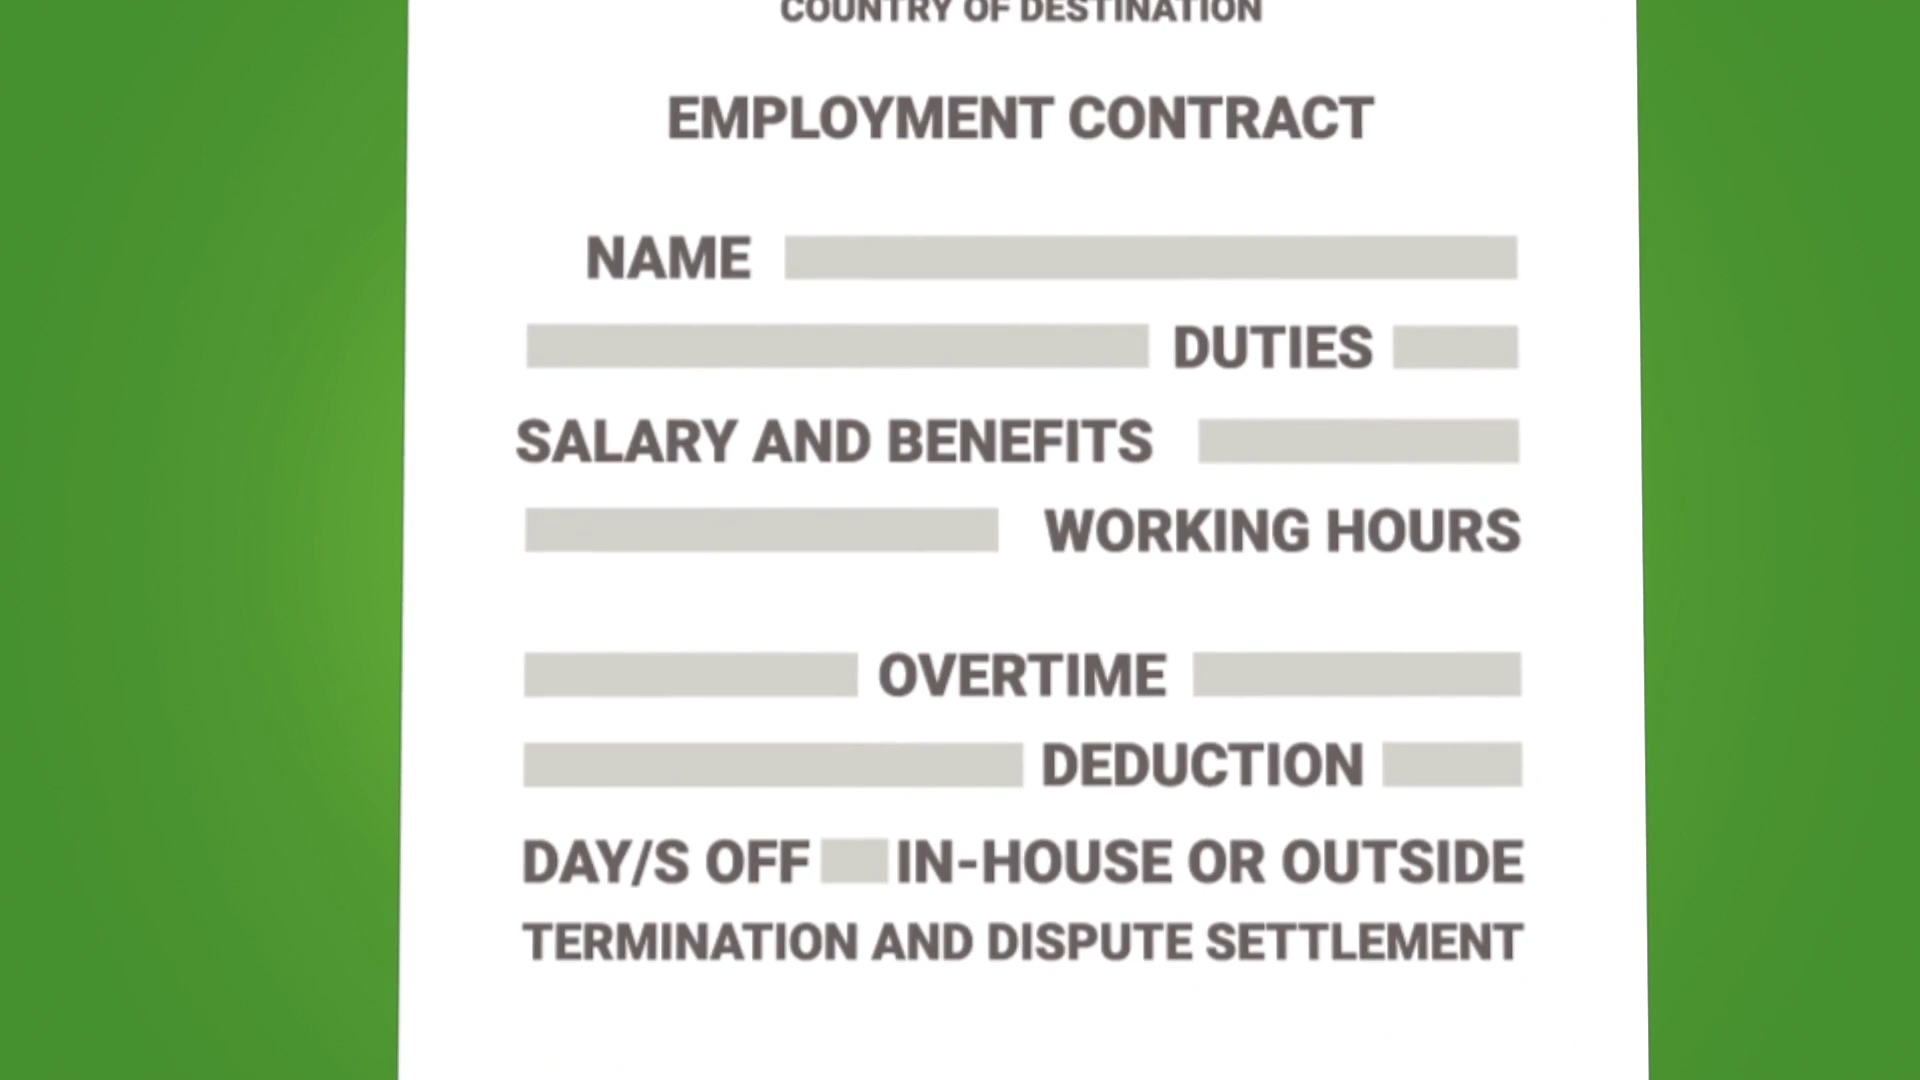 COUNTRY OF DESTINATION
EMPLOYMENT CONTRACT
NAME
DUTIES
SALARY AND BENEFITS
WORKING HOURS
OVERTIME
DEDUCTION
DAY/S OFF IN-HOUSE OR OUTSIDE
TERMINATION AND DISPUTE SETTLEMENT